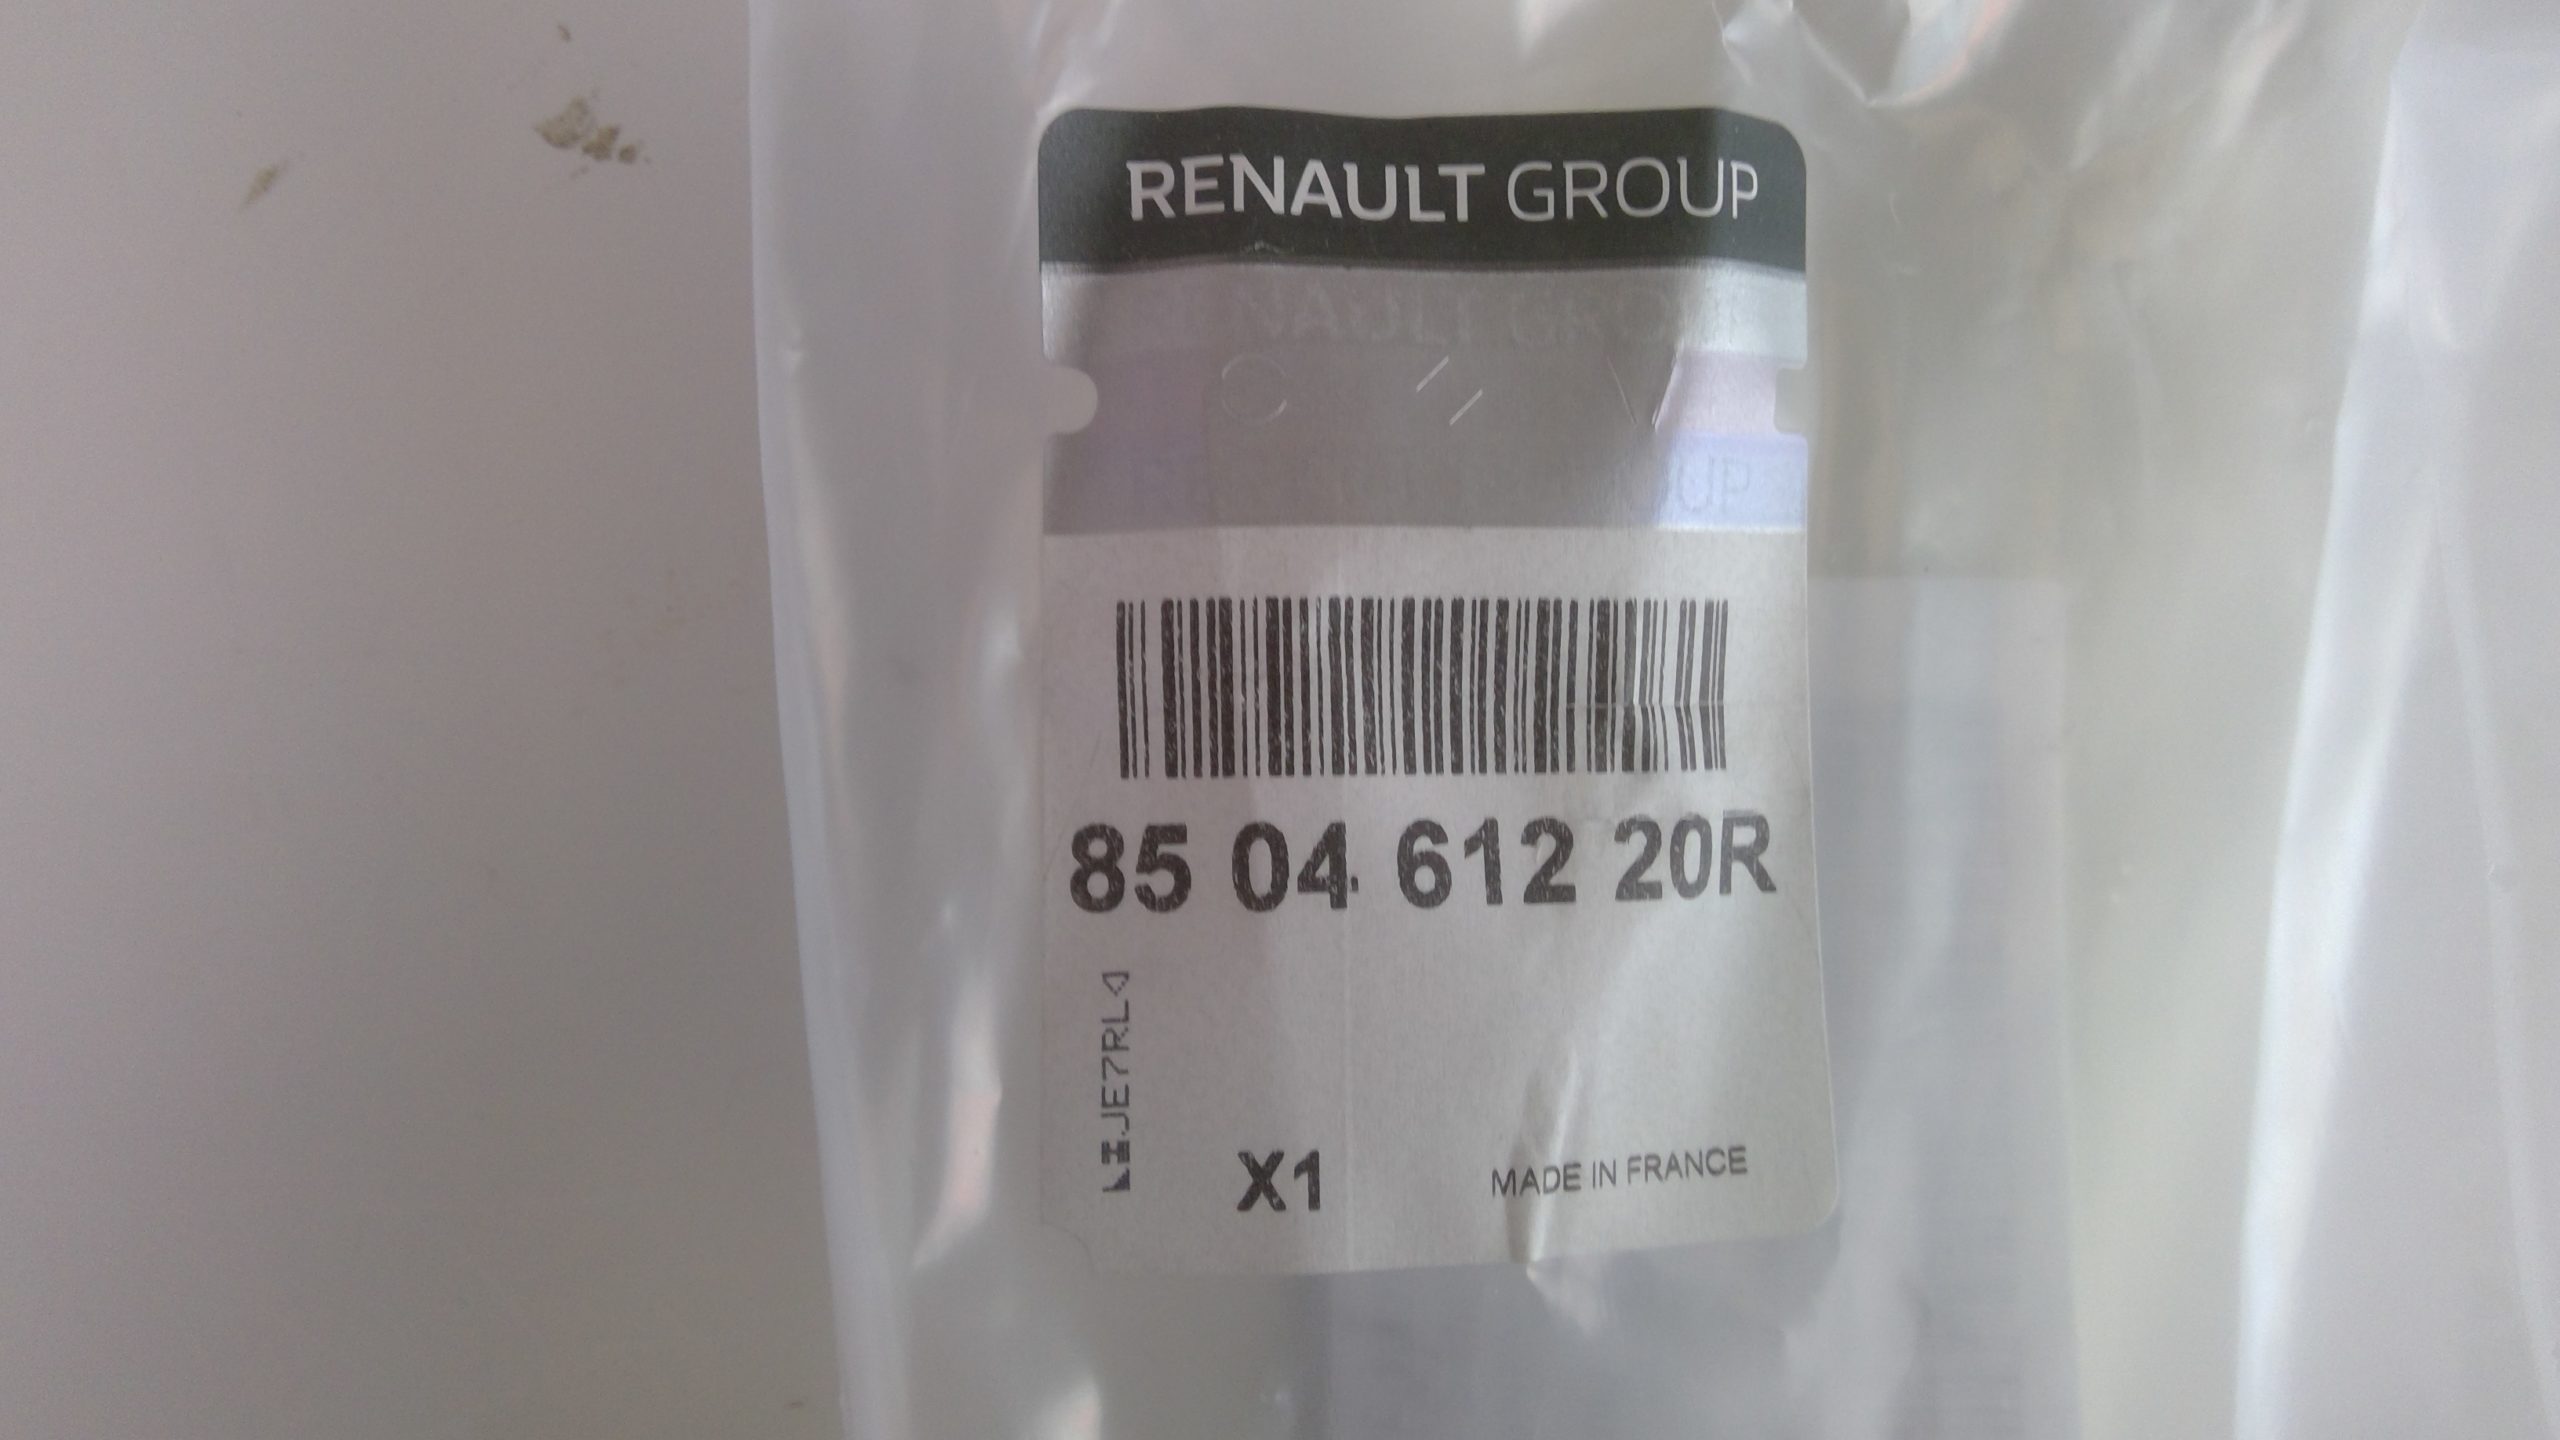 RENAULT GROUP
85 04 612 20R
JE7RL
X1
MADE IN FRANCE